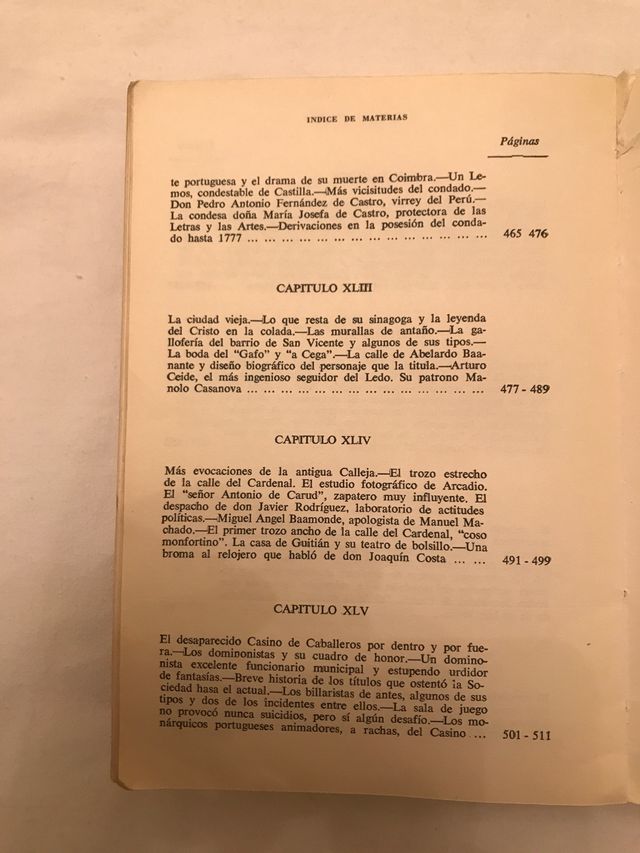 INDICE DE MATERIAS
Páginas
te portuguesa y el drama de su muerte en Coimbra.—Un Le-
mos, condestable de Castilla.—Más vicisitudes del condado.—
Don Pedro Antonio Fernández de Castro, virrey del Perú.—
La condesa doña María Josefa de Castro, protectora de las
Letras y las Artes.—Derivaciones en la posesión del conda-
do hasta 1777 ... ... ... ... ... ... ... ... ... ... ... ... ... ... 465 476
CAPITULO XLIII
La ciudad vieja.—Lo que resta de su sinagoga y la leyenda
del Cristo en la colada.—Las murallas de antaño.—La ga-
llofería del barrio de San Vicente y algunos de sus tipos.—
La boda del "Gafo" y "a Cega".—La calle de Abelardo Baa-
nante y diseño biográfico del personaje que la titula.—Arturo
Ceide, el más ingenioso seguidor del Ledo. Su patrono Ma-
nolo Casanova ... ... ... ... ... ... ... ... ... ... ... ... ... ... 477 - 489
CAPITULO XLIV
Más evocaciones de la antigua Calleja.—El trozo estrecho
de la calle del Cardenal. El estudio fotográfico de Arcadio.
El "señor Antonio de Carud", zapatero muy influyente. El
despacho de don Javier Rodríguez, laboratorio de actitudes
políticas.—Miguel Angel Baamonde, apologista de Manuel Ma-
chado.—El primer trozo ancho de la calle del Cardenal, "coso
monfortino". La casa de Guitián y su teatro de bolsillo.—Una
broma al relojero que habló de don Joaquín Costa ... ... 491 - 499
CAPITULO XLV
El desaparecido Casino de Caballeros por dentro y por fue-
ra.—Los dominonistas y su cuadro de honor.—Un domino-
nista excelente funcionario municipal y estupendo urdidor
de fantasías.—Breve historia de los títulos que ostentó la So-
ciedad hasa el actual.—Los billaristas de antes, algunos de sus
tipos y dos de los incidentes entre ellos.—La sala de juego
no provocó nunca suicidios, pero sí algún desafío.—Los mo-
nárquicos portugueses animadores, a rachas, del Casino ... 501 - 511